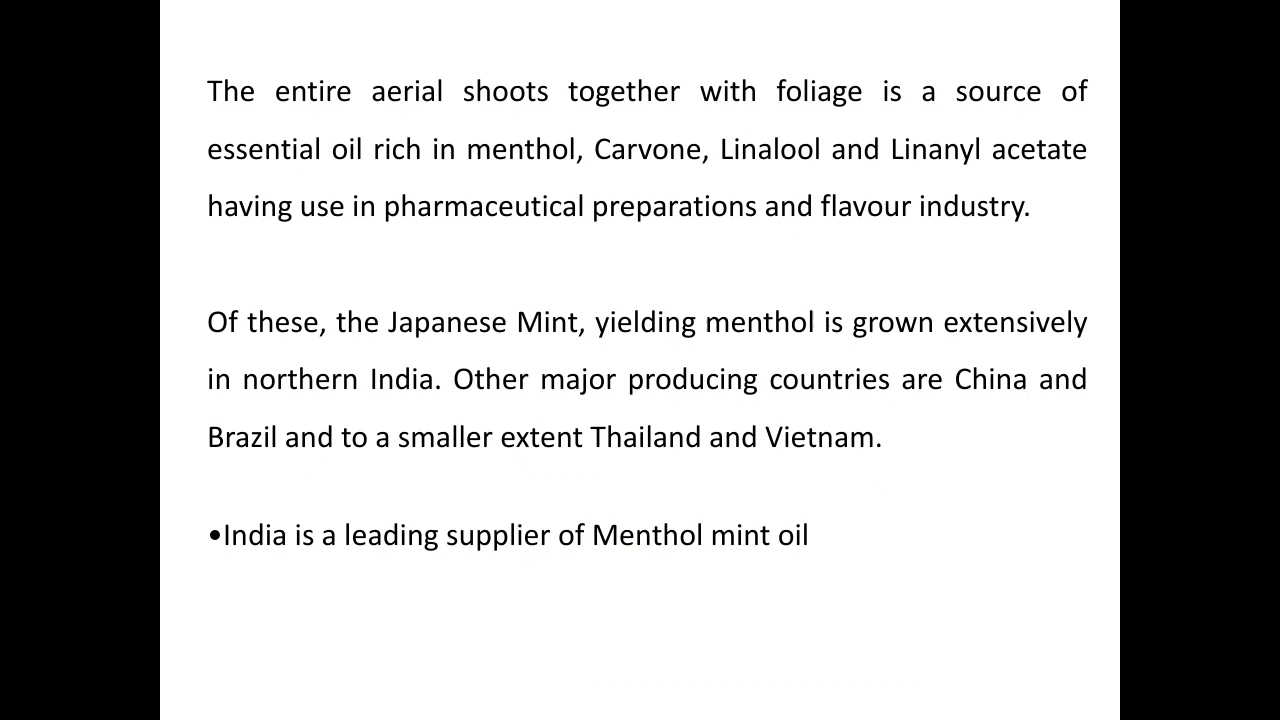 The entire aerial shoots together with foliage is a source of
essential oil rich in menthol, Carvone, Linalool and Linanyl acetate
having use in pharmaceutical preparations and flavour industry.
Of these, the Japanese Mint, yielding menthol is grown extensively
in northern India. Other major producing countries are China and
Brazil and to a smaller extent Thailand and Vietnam.
•India is a leading supplier of Menthol mint oil